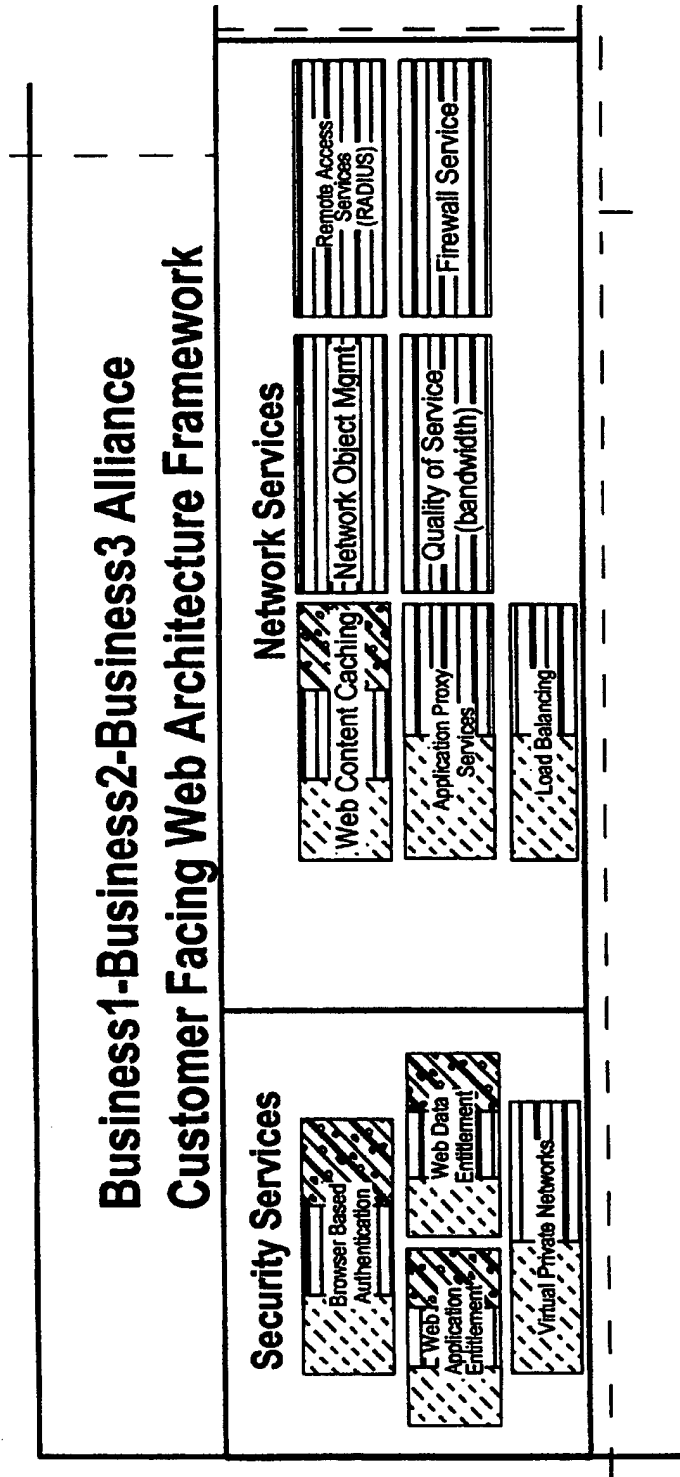 Business1-Business2-Business3 Alliance
Customer Facing Web Architecture Framework
Security Services
Browser Based
Authentication
Web
Application
Entitlement
Web Data
Entitlement
Virtual Private Networks
Network Services
Web Content Caching
Network Object Mgmt
Remote Access
Services
(RADIUS)
Application Proxy
Services
Quality of Service
(bandwidth)
Firewall Service
Load Balancing